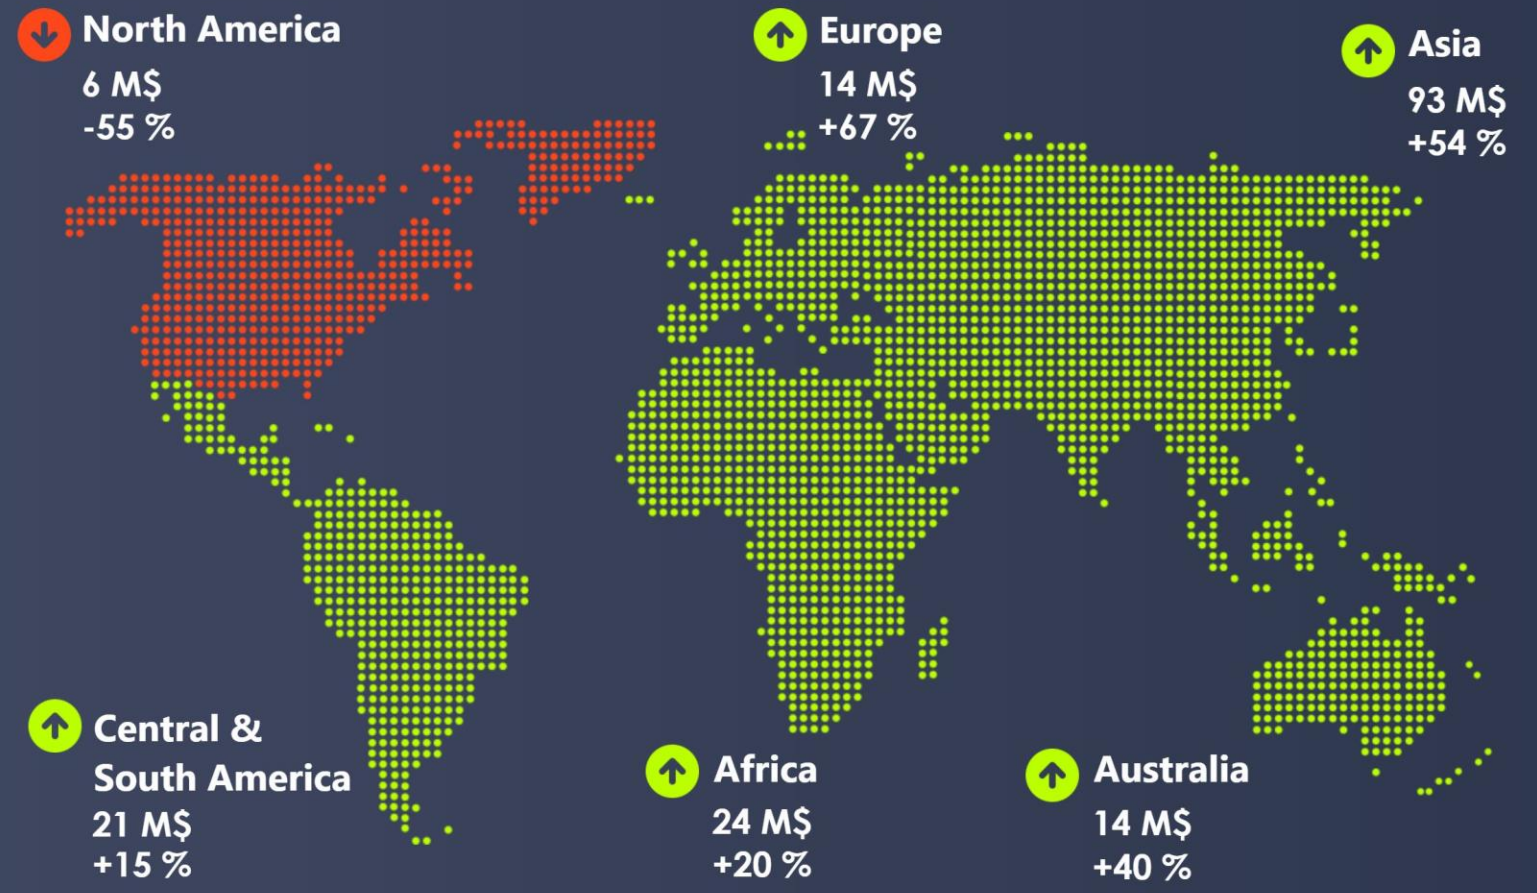 North America
6 M$
-55 %
Europe
14 M$
+67 %
Asia
93 M$
+54 %
Central &
South America
21 M$
+15 %
Africa
24 M$
+20 %
Australia
14 M$
+40 %